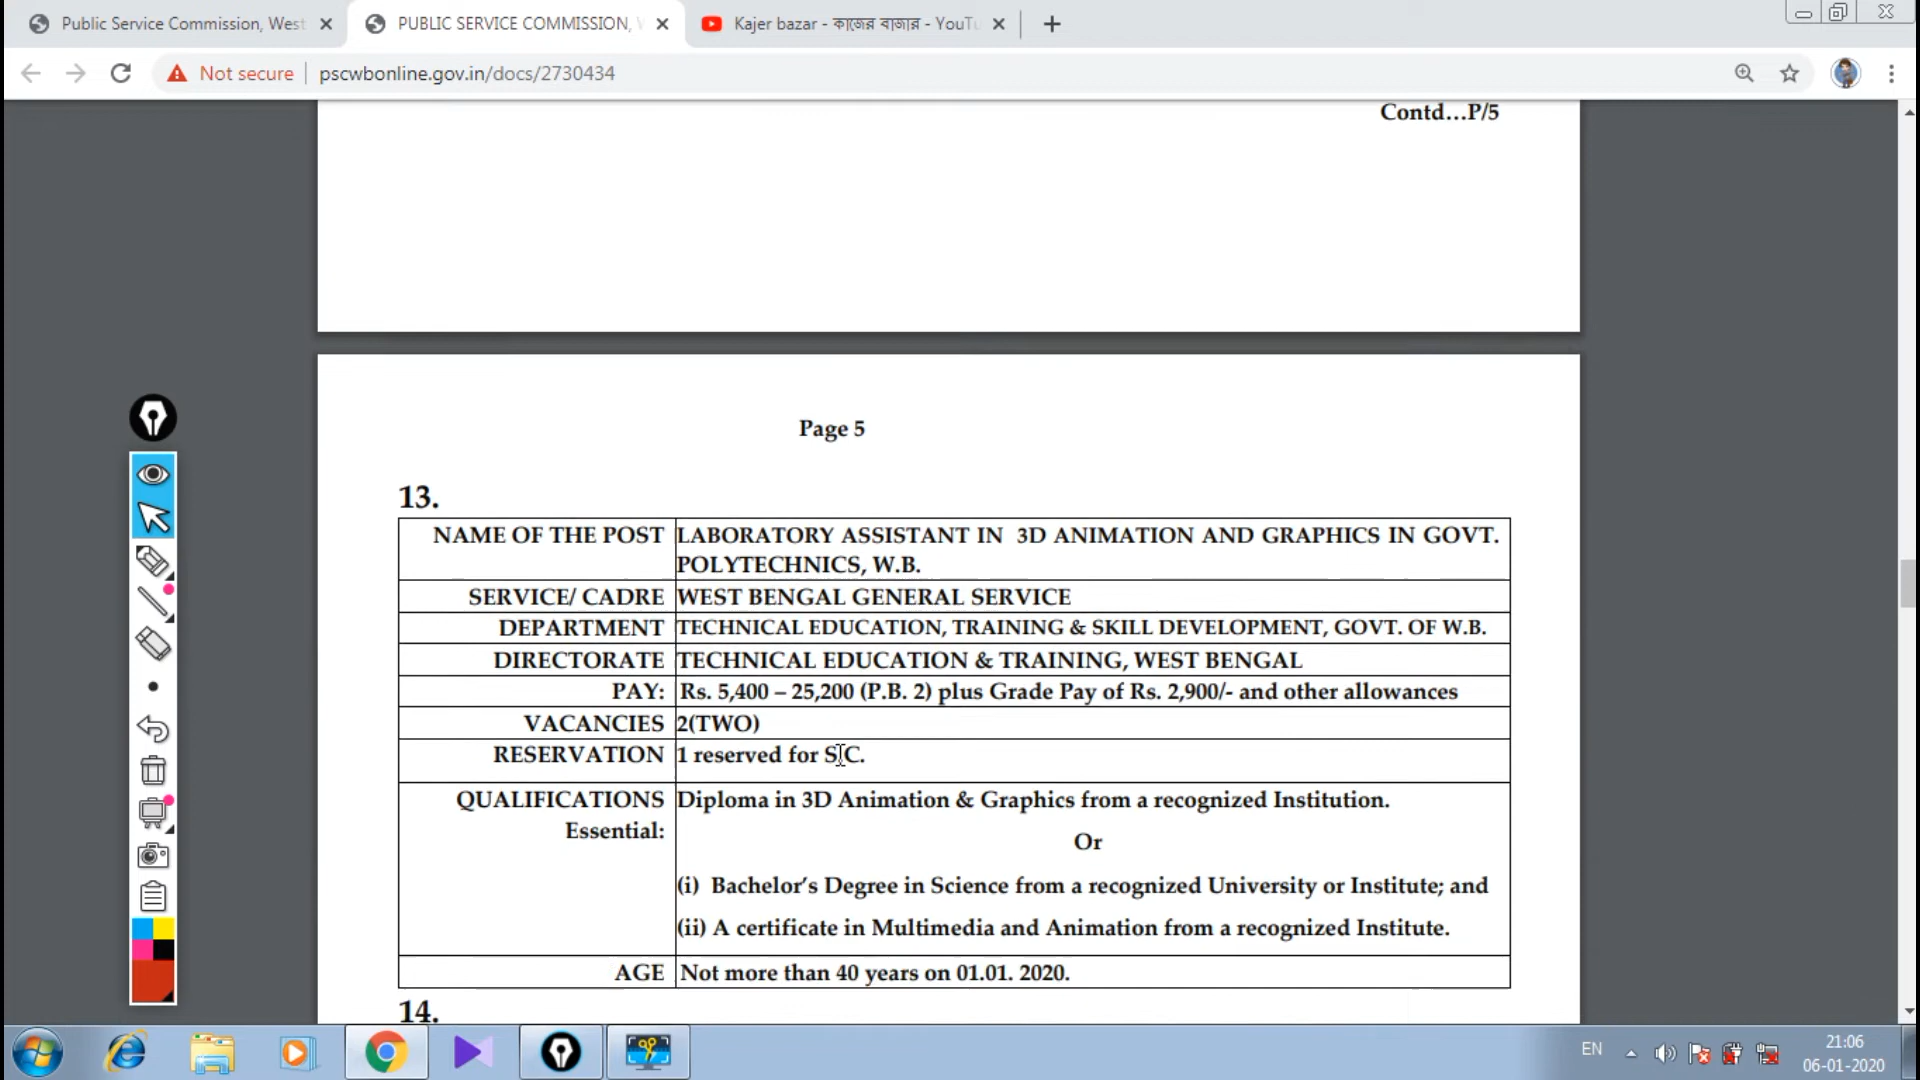 Public Service Commission, West
PUBLIC SERVICE COMMISSION,
Kajer bazar - কাজের বাজার - YouTu
Not secure
pscwbonline.gov.in/docs/2730434
Contd…P/5
Page 5
13.
NAME OF THE POST
LABORATORY ASSISTANT IN 3D ANIMATION AND GRAPHICS IN GOVT.
POLYTECHNICS, W.B.
SERVICE/ CADRE
WEST BENGAL GENERAL SERVICE
DEPARTMENT
TECHNICAL EDUCATION, TRAINING & SKILL DEVELOPMENT, GOVT. OF W.B.
DIRECTORATE
TECHNICAL EDUCATION & TRAINING, WEST BENGAL
PAY:
Rs. 5,400 – 25,200 (P.B. 2) plus Grade Pay of Rs. 2,900/- and other allowances
VACANCIES
2(TWO)
RESERVATION
1 reserved for S.C.
QUALIFICATIONS
Essential:
Diploma in 3D Animation & Graphics from a recognized Institution.
Or
(i) Bachelor’s Degree in Science from a recognized University or Institute; and
(ii) A certificate in Multimedia and Animation from a recognized Institute.
AGE
Not more than 40 years on 01.01. 2020.
14.
EN
21:06
06-01-2020